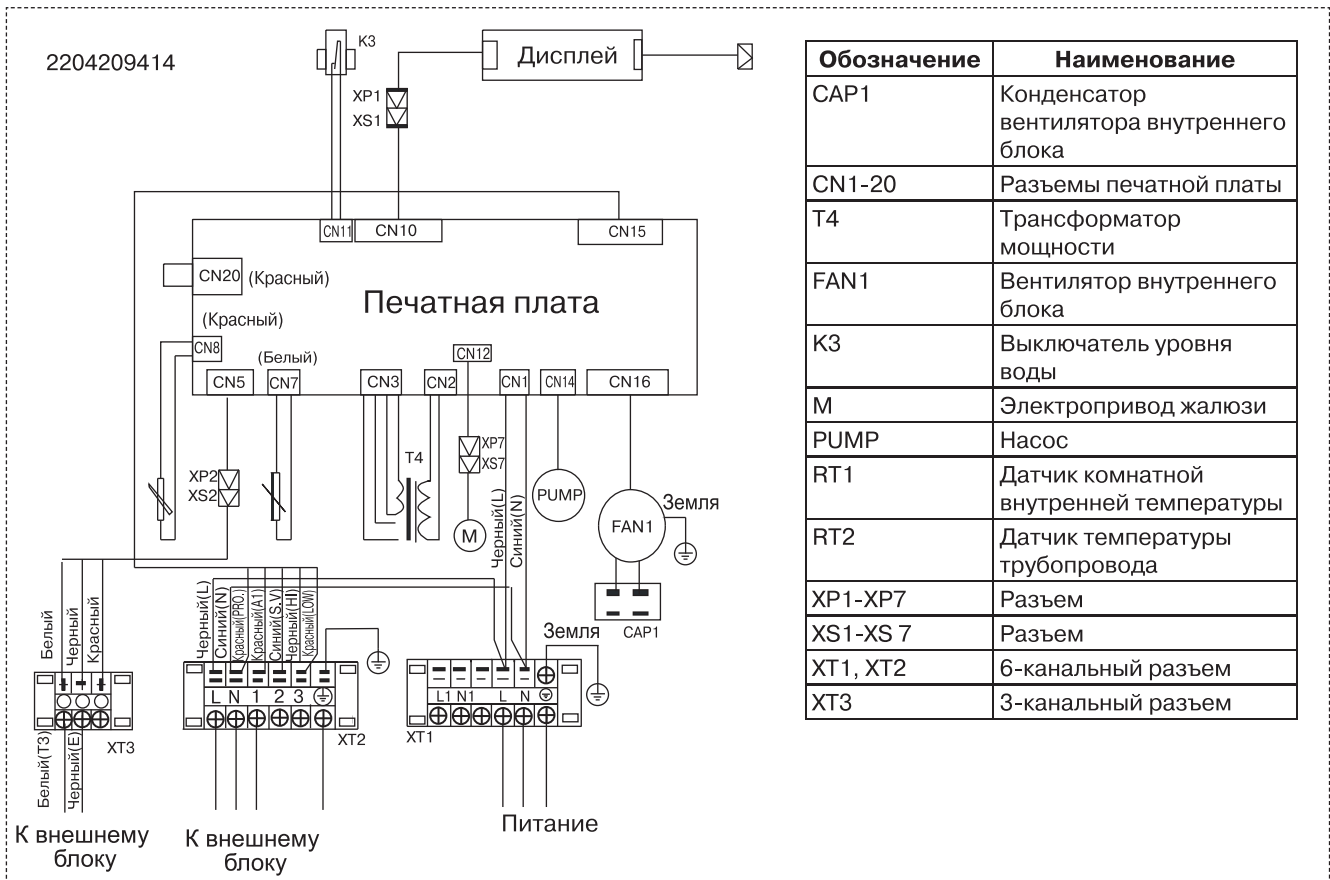 2204209414
K3
Дисплей
XP1
XS1
CN11
CN10
CN15
CN20
(Красный)
Печатная плата
(Красный)
CN8
(Белый)
CN12
CN5
CN7
CN3
CN2
CN1
CN14
CN16
XP2
XS2
T4
XP7
XS7
M
Черный(L)
Синий(N)
PUMP
FAN1
Земля
CAP1
Белый
Черный
Красный
Черный(L)
Синий(N)
Красный(PRO.)
Красный(A1)
Синий(S.V)
Черный(HI)
Красный(LOW)
Земля
L N 1 2 3
L1 N1 L N
XT3
XT2
XT1
Белый(T3)
Черный(E)
К внешнему
блоку
К внешнему
блоку
Питание
Обозначение Наименование
CAP1 Конденсатор
вентилятора внутреннего
блока
CN1-20 Разъемы печатной платы
T4 Трансформатор
мощности
FAN1 Вентилятор внутреннего
блока
K3 Выключатель уровня
воды
M Электропривод жалюзи
PUMP Насос
RT1 Датчик комнатной
внутренней температуры
RT2 Датчик температуры
трубопровода
XP1-XP7 Разъем
XS1-XS 7 Разъем
XT1, XT2 6-канальный разъем
XT3 3-канальный разъем